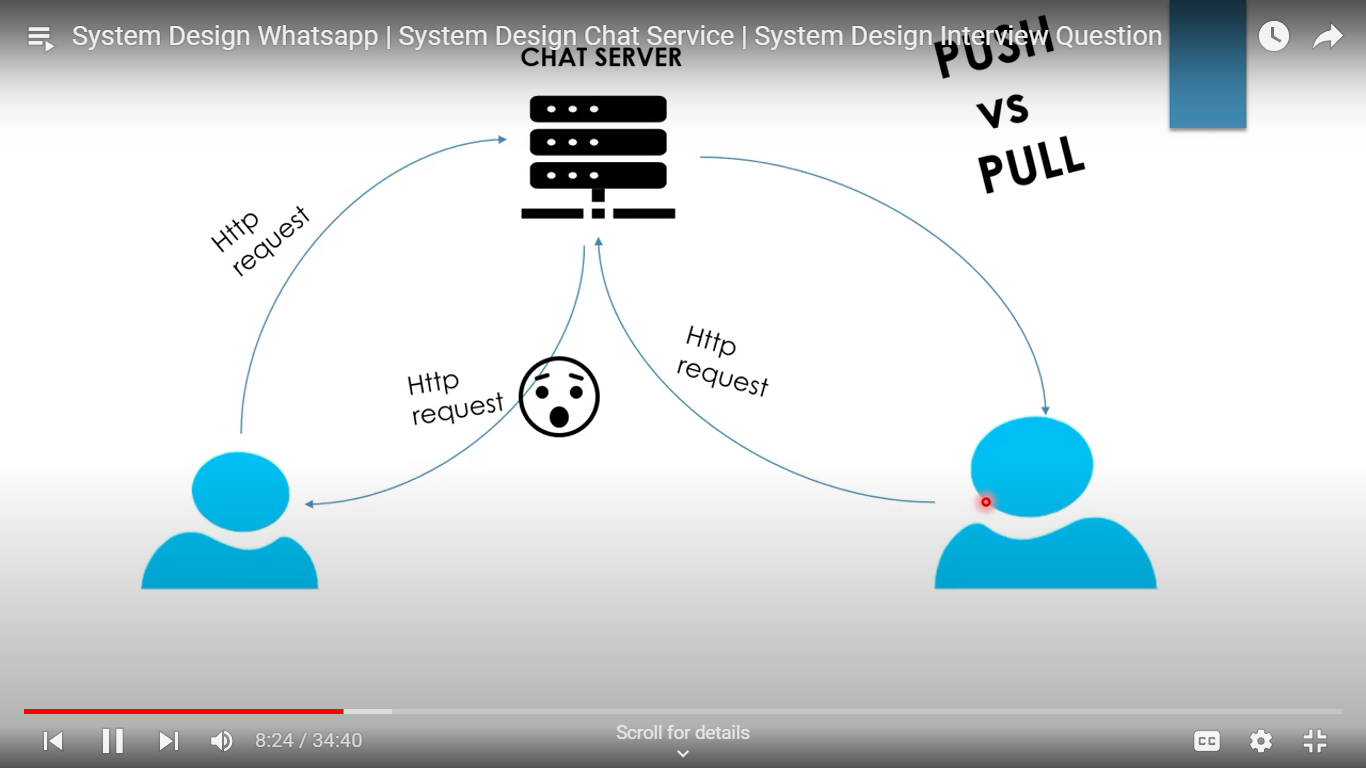 System Design Whatsapp | System Design Chat Service | System Design Interview Question
CHAT SERVER
PUSH
vs
PULL
Http
request
Http
request
Http
request
8:24 / 34:40
Scroll for details
CC